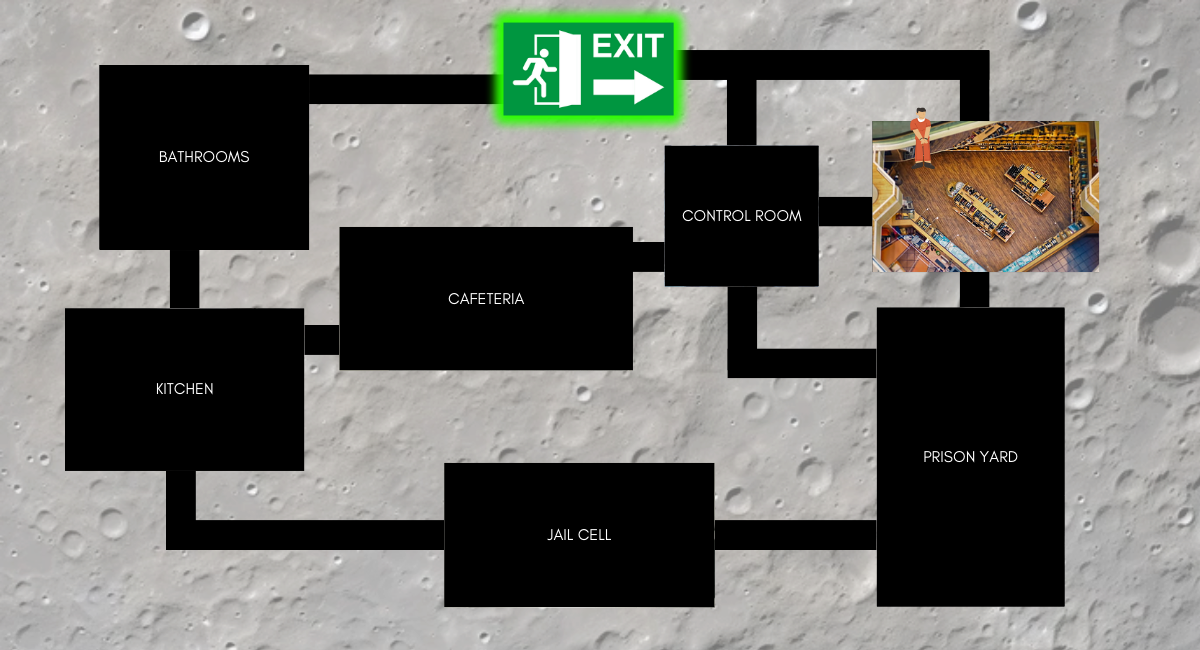 EXIT
BATHROOMS
CONTROL ROOM
CAFETERIA
KITCHEN
PRISON YARD
JAIL CELL